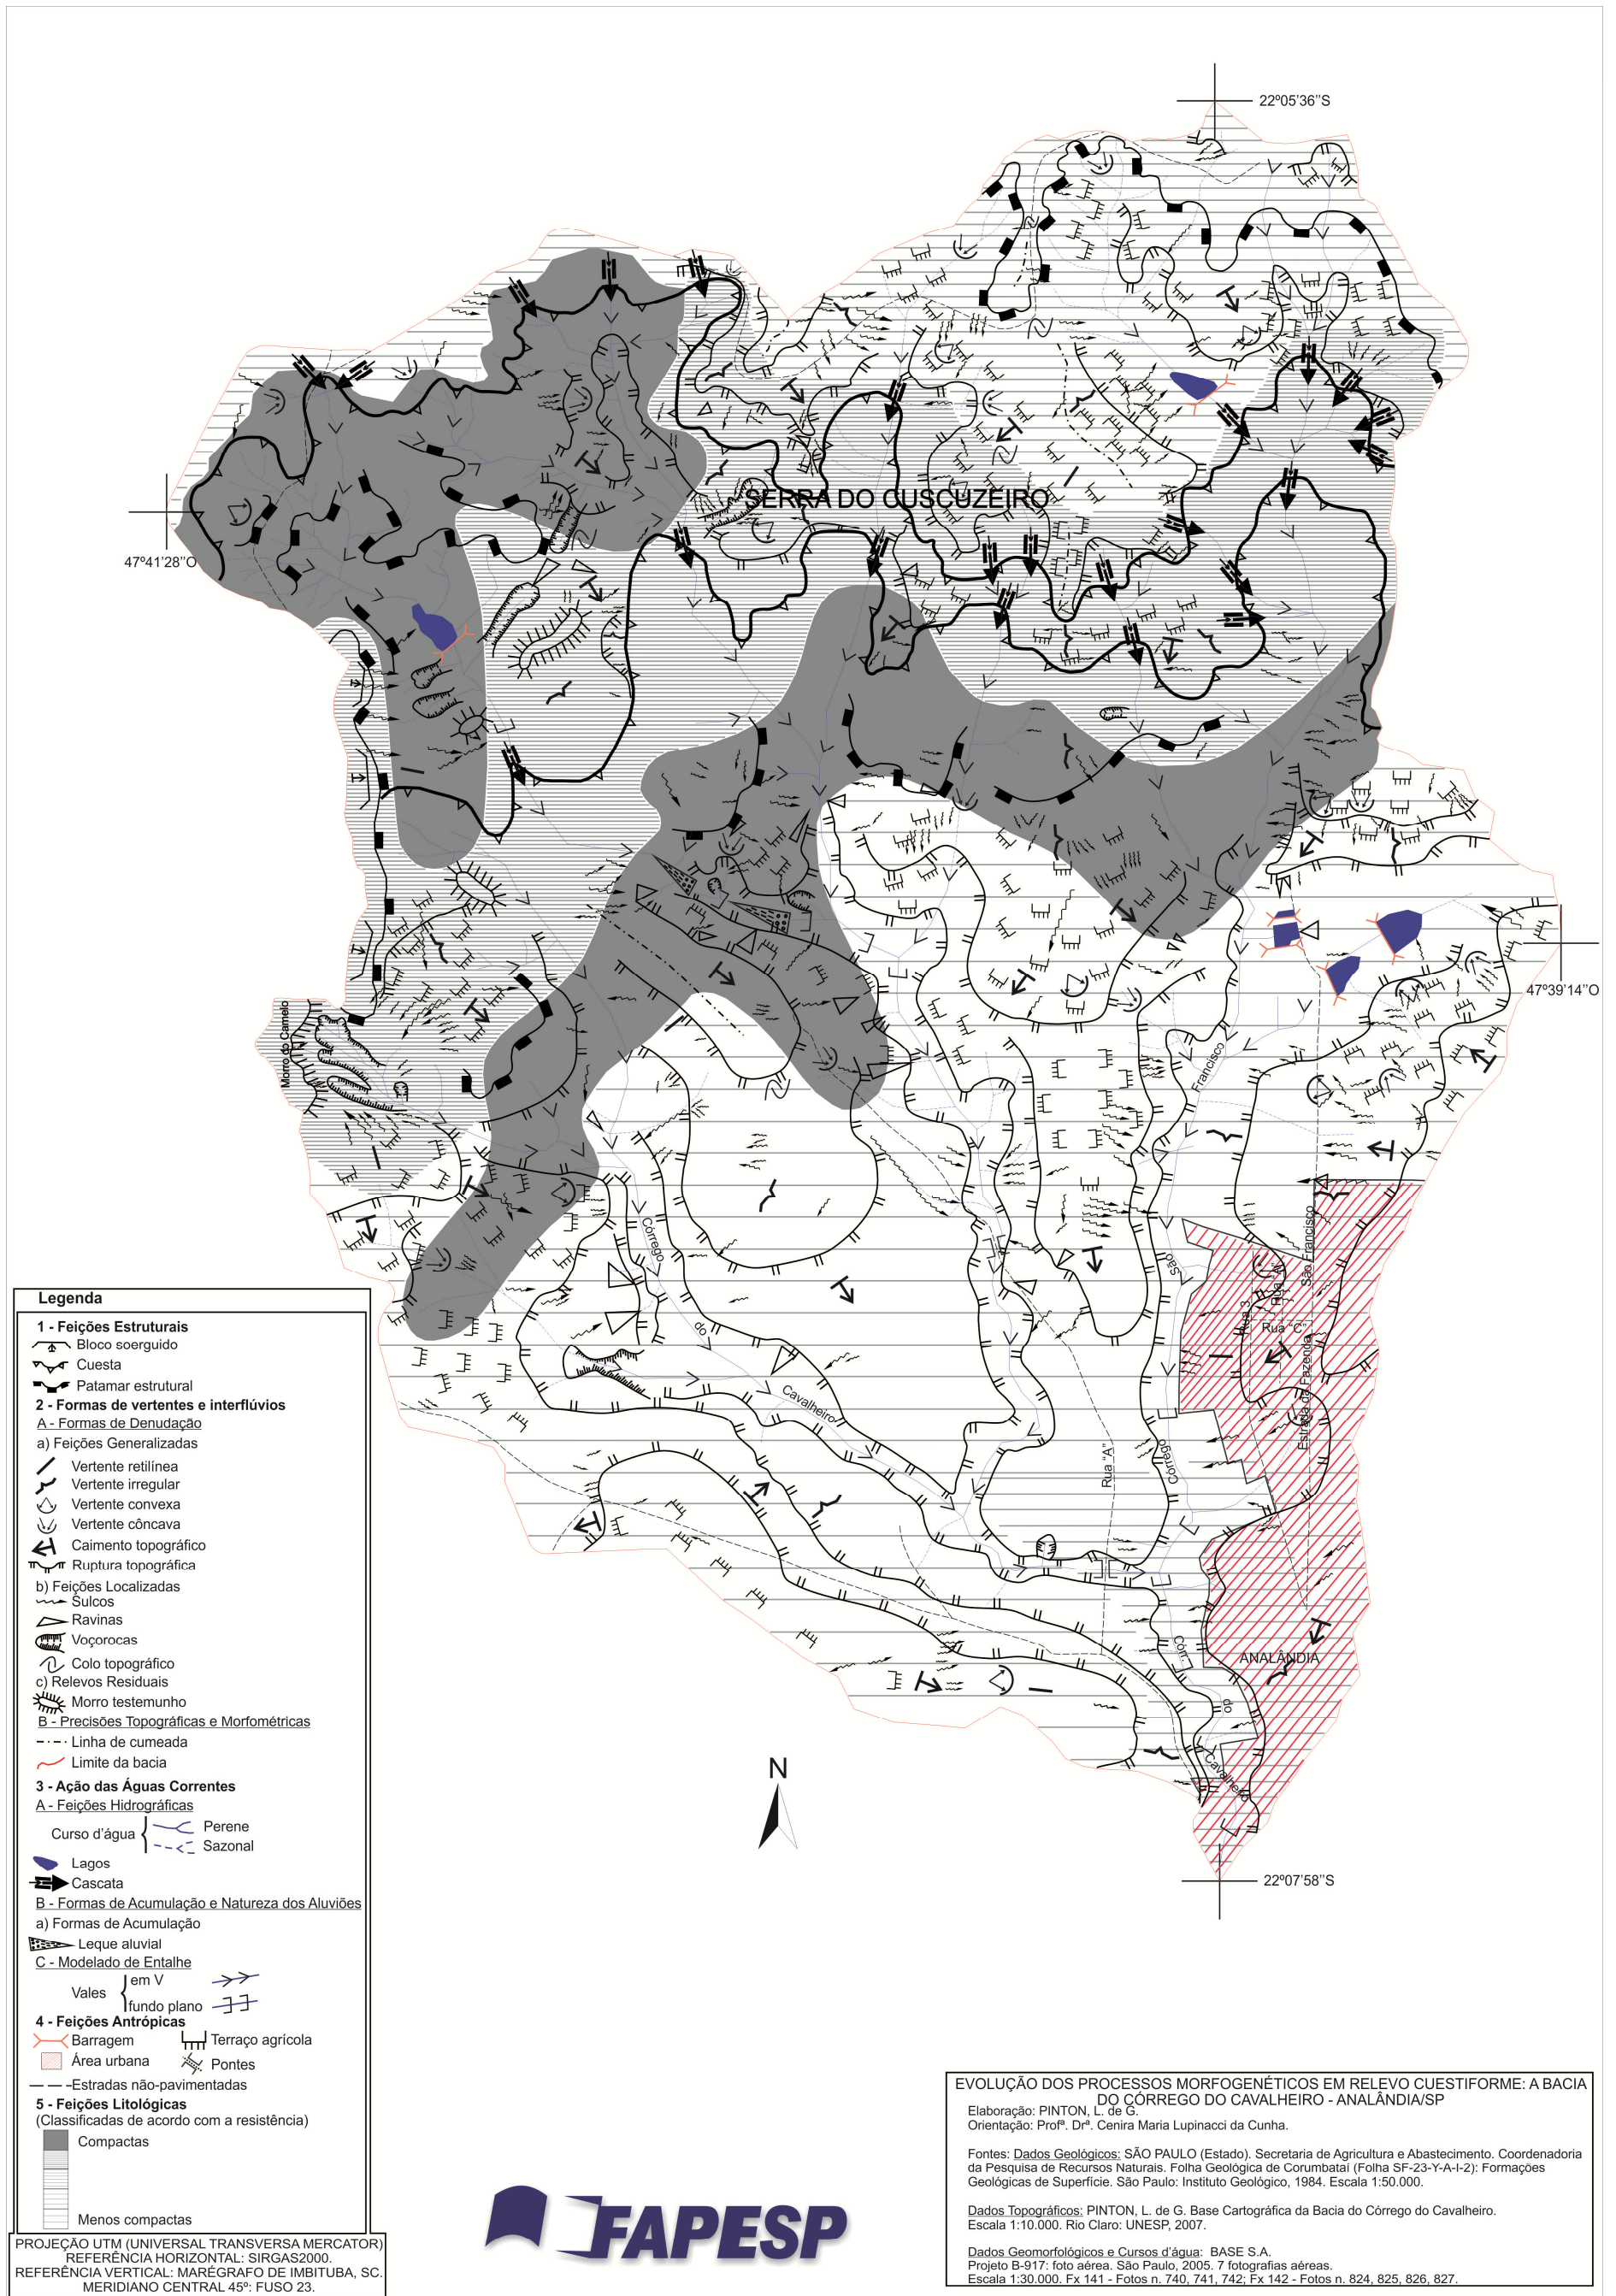 22º05'36''S
SERRA DO CUSCUZEIRO
47º41'28''O
47º39'14''O
Morro do Camelo
Francisco
São
Córrego
Córrego
do
Cavalheiro
São Francisco
Estrada da Fazenda
Rua 3
Rua "A"
Rua "C"
Rua "A"
ANALÂNDIA
Córr.
do
Cavalheiro
N
22º07'58''S
Legenda
1 - Feições Estruturais
Bloco soerguido
Cuesta
Patamar estrutural
2 - Formas de vertentes e interflúvios
A - Formas de Denudação
a) Feições Generalizadas
Vertente retilínea
Vertente irregular
Vertente convexa
Vertente côncava
Caimento topográfico
Ruptura topográfica
b) Feições Localizadas
Sulcos
Ravinas
Voçorocas
Colo topográfico
c) Relevos Residuais
Morro testemunho
B - Precisões Topográficas e Morfométricas
Linha de cumeada
Limite da bacia
3 - Ação das Águas Correntes
A - Feições Hidrográficas
Curso d'água
Perene
Sazonal
Lagos
Cascata
B - Formas de Acumulação e Natureza dos Aluviões
a) Formas de Acumulação
Leque aluvial
C - Modelado de Entalhe
Vales
em V
fundo plano
4 - Feições Antrópicas
Barragem Terraço agrícola
Área urbana Pontes
Estradas não-pavimentadas
5 - Feições Litológicas
(Classificadas de acordo com a resistência)
Compactas
Menos compactas
PROJEÇÃO UTM (UNIVERSAL TRANSVERSA MERCATOR)
REFERÊNCIA HORIZONTAL: SIRGAS2000.
REFERÊNCIA VERTICAL: MARÉGRAFO DE IMBITUBA, SC.
MERIDIANO CENTRAL 45º: FUSO 23.
FAPESP
EVOLUÇÃO DOS PROCESSOS MORFOGENÉTICOS EM RELEVO CUESTIFORME: A BACIA
DO CÓRREGO DO CAVALHEIRO - ANALÂNDIA/SP
Elaboração: PINTON, L. de G.
Orientação: Profª. Drª. Cenira Maria Lupinacci da Cunha.
Fontes: Dados Geológicos: SÃO PAULO (Estado). Secretaria de Agricultura e Abastecimento. Coordenadoria
da Pesquisa de Recursos Naturais. Folha Geológica de Corumbataí (Folha SF-23-Y-A-I-2): Formações
Geológicas de Superfície. São Paulo: Instituto Geológico, 1984. Escala 1:50.000.
Dados Topográficos: PINTON, L. de G. Base Cartográfica da Bacia do Córrego do Cavalheiro.
Escala 1:10.000. Rio Claro: UNESP, 2007.
Dados Geomorfológicos e Cursos d'água: BASE S.A.
Projeto B-917: foto aérea. São Paulo, 2005. 7 fotografias aéreas.
Escala 1:30.000. Fx 141 - Fotos n. 740, 741, 742; Fx 142 - Fotos n. 824, 825, 826, 827.